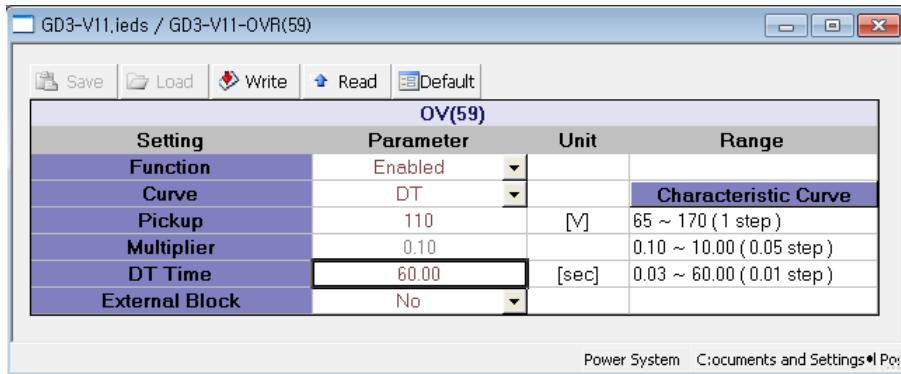 GD3-V11.ieds / GD3-V11-OVR(59)
Save Load Write Read Default
OV(59)
Setting Parameter Unit Range
Function Enabled
Curve DT Characteristic Curve
Pickup 110 [V] 65 ~ 170 ( 1 step )
Multiplier 0.10 0.10 ~ 10.00 ( 0.05 step )
DT Time 60.00 [sec] 0.03 ~ 60.00 ( 0.01 step )
External Block No
Power System C:ocuments and Settings•l